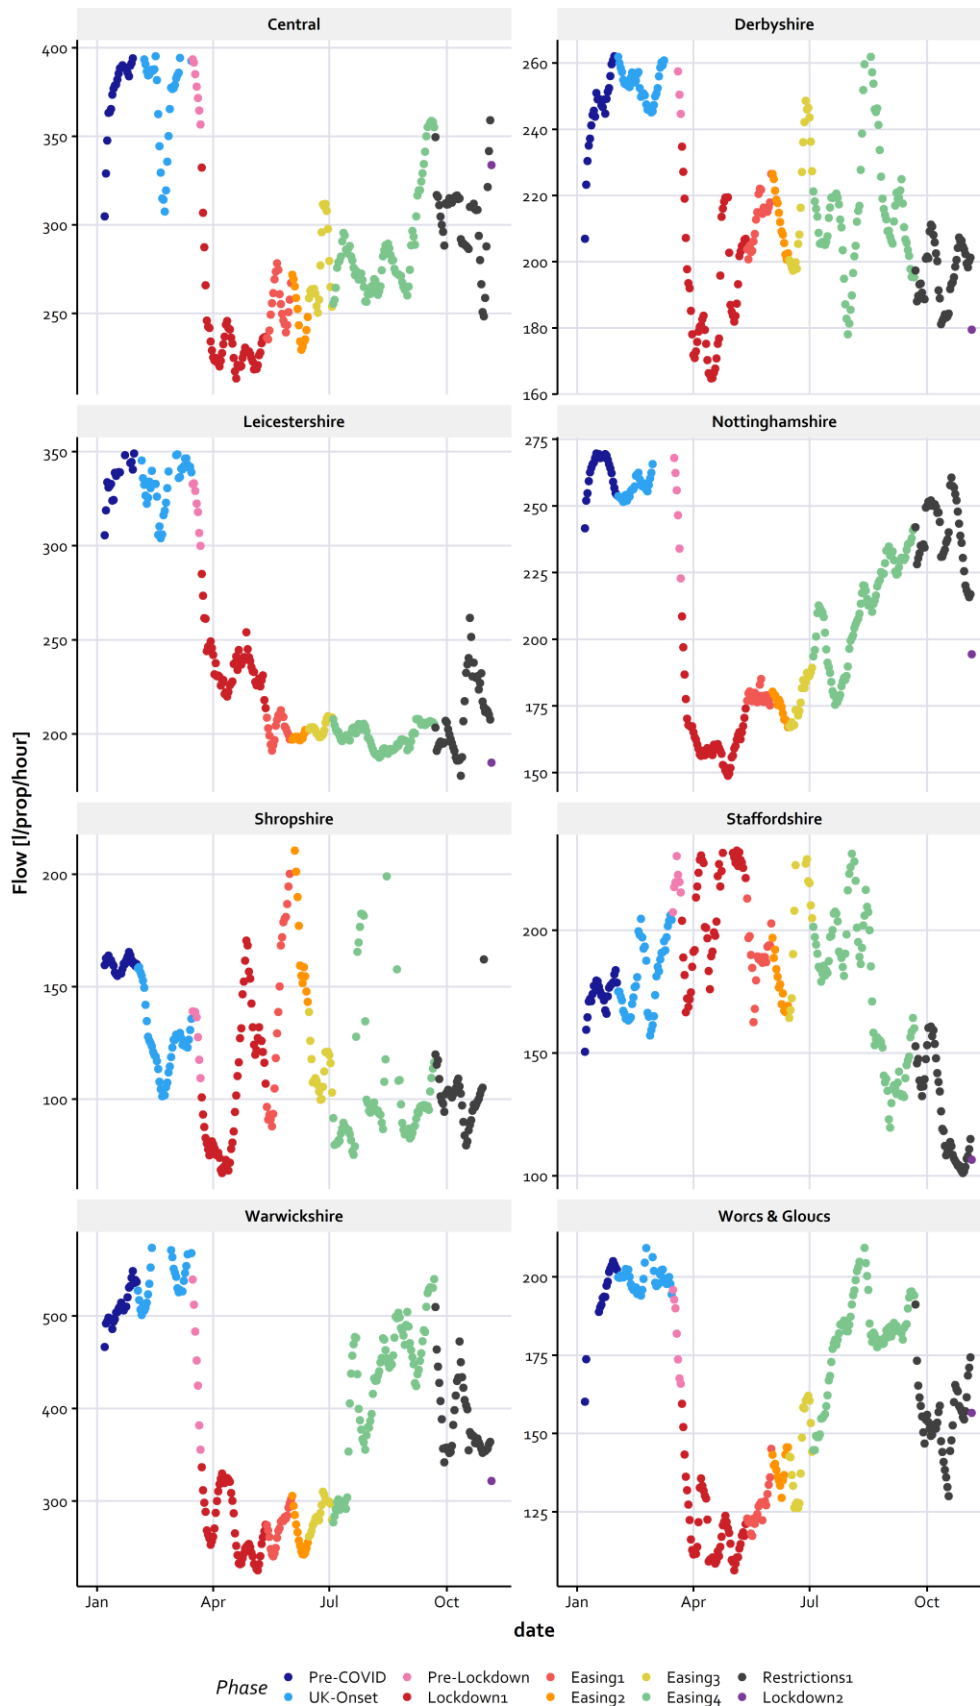 Central
Derbyshire
400
350
300
250
260
240
220
200
180
160
Leicestershire
Nottinghamshire
350
300
250
200
275
250
225
200
175
150
Flow [l/prop/hour]
Shropshire
Staffordshire
200
150
100
200
150
100
Warwickshire
Worcs & Gloucs
500
400
300
200
175
150
125
Jan Apr Jul Oct
Jan Apr Jul Oct
date
Phase
Pre-COVID Pre-Lockdown Easing1 Easing3 Restrictions1
UK-Onset Lockdown1 Easing2 Easing4 Lockdown2